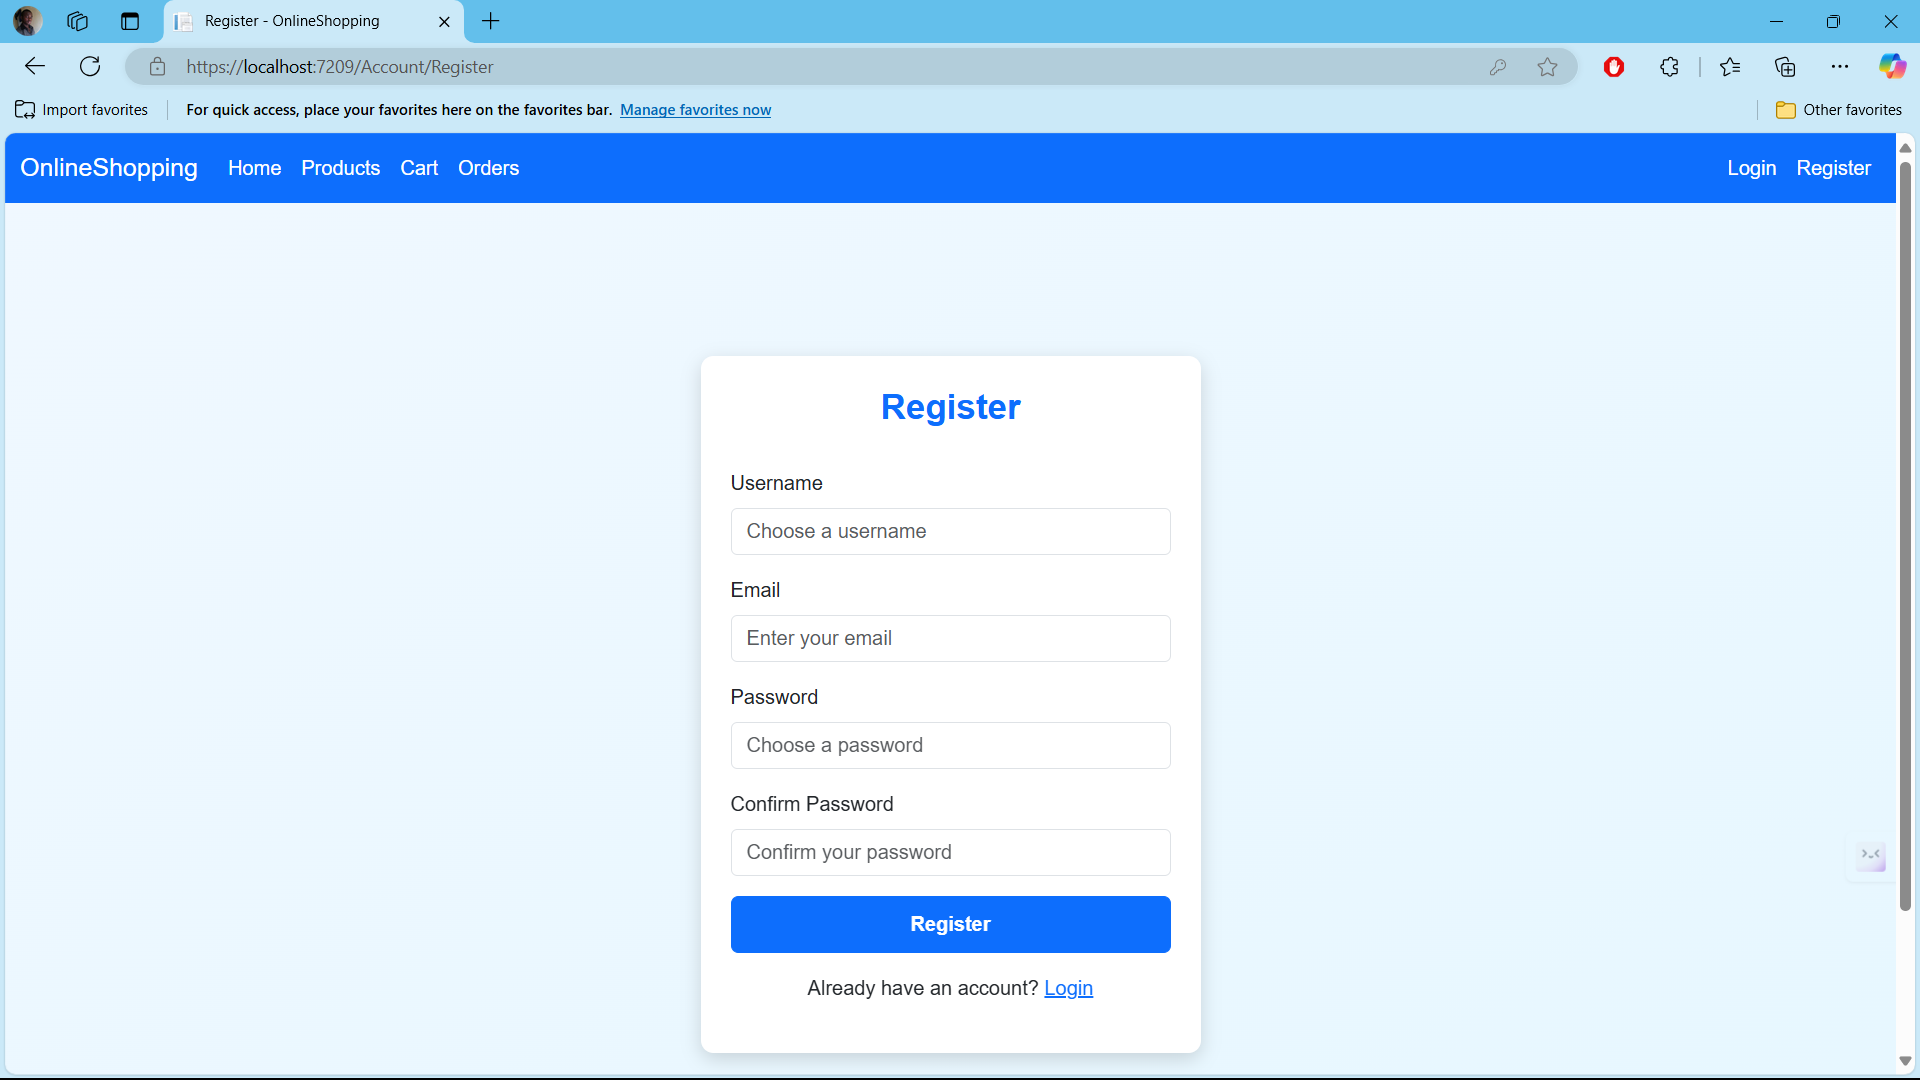 Register - OnlineShopping
https://localhost:7209/Account/Register
Import favorites
For quick access, place your favorites here on the favorites bar. Manage favorites now
Other favorites
OnlineShopping Home Products Cart Orders Login Register
Register
Username
Choose a username
Email
Enter your email
Password
Choose a password
Confirm Password
Confirm your password
Register
Already have an account? Login